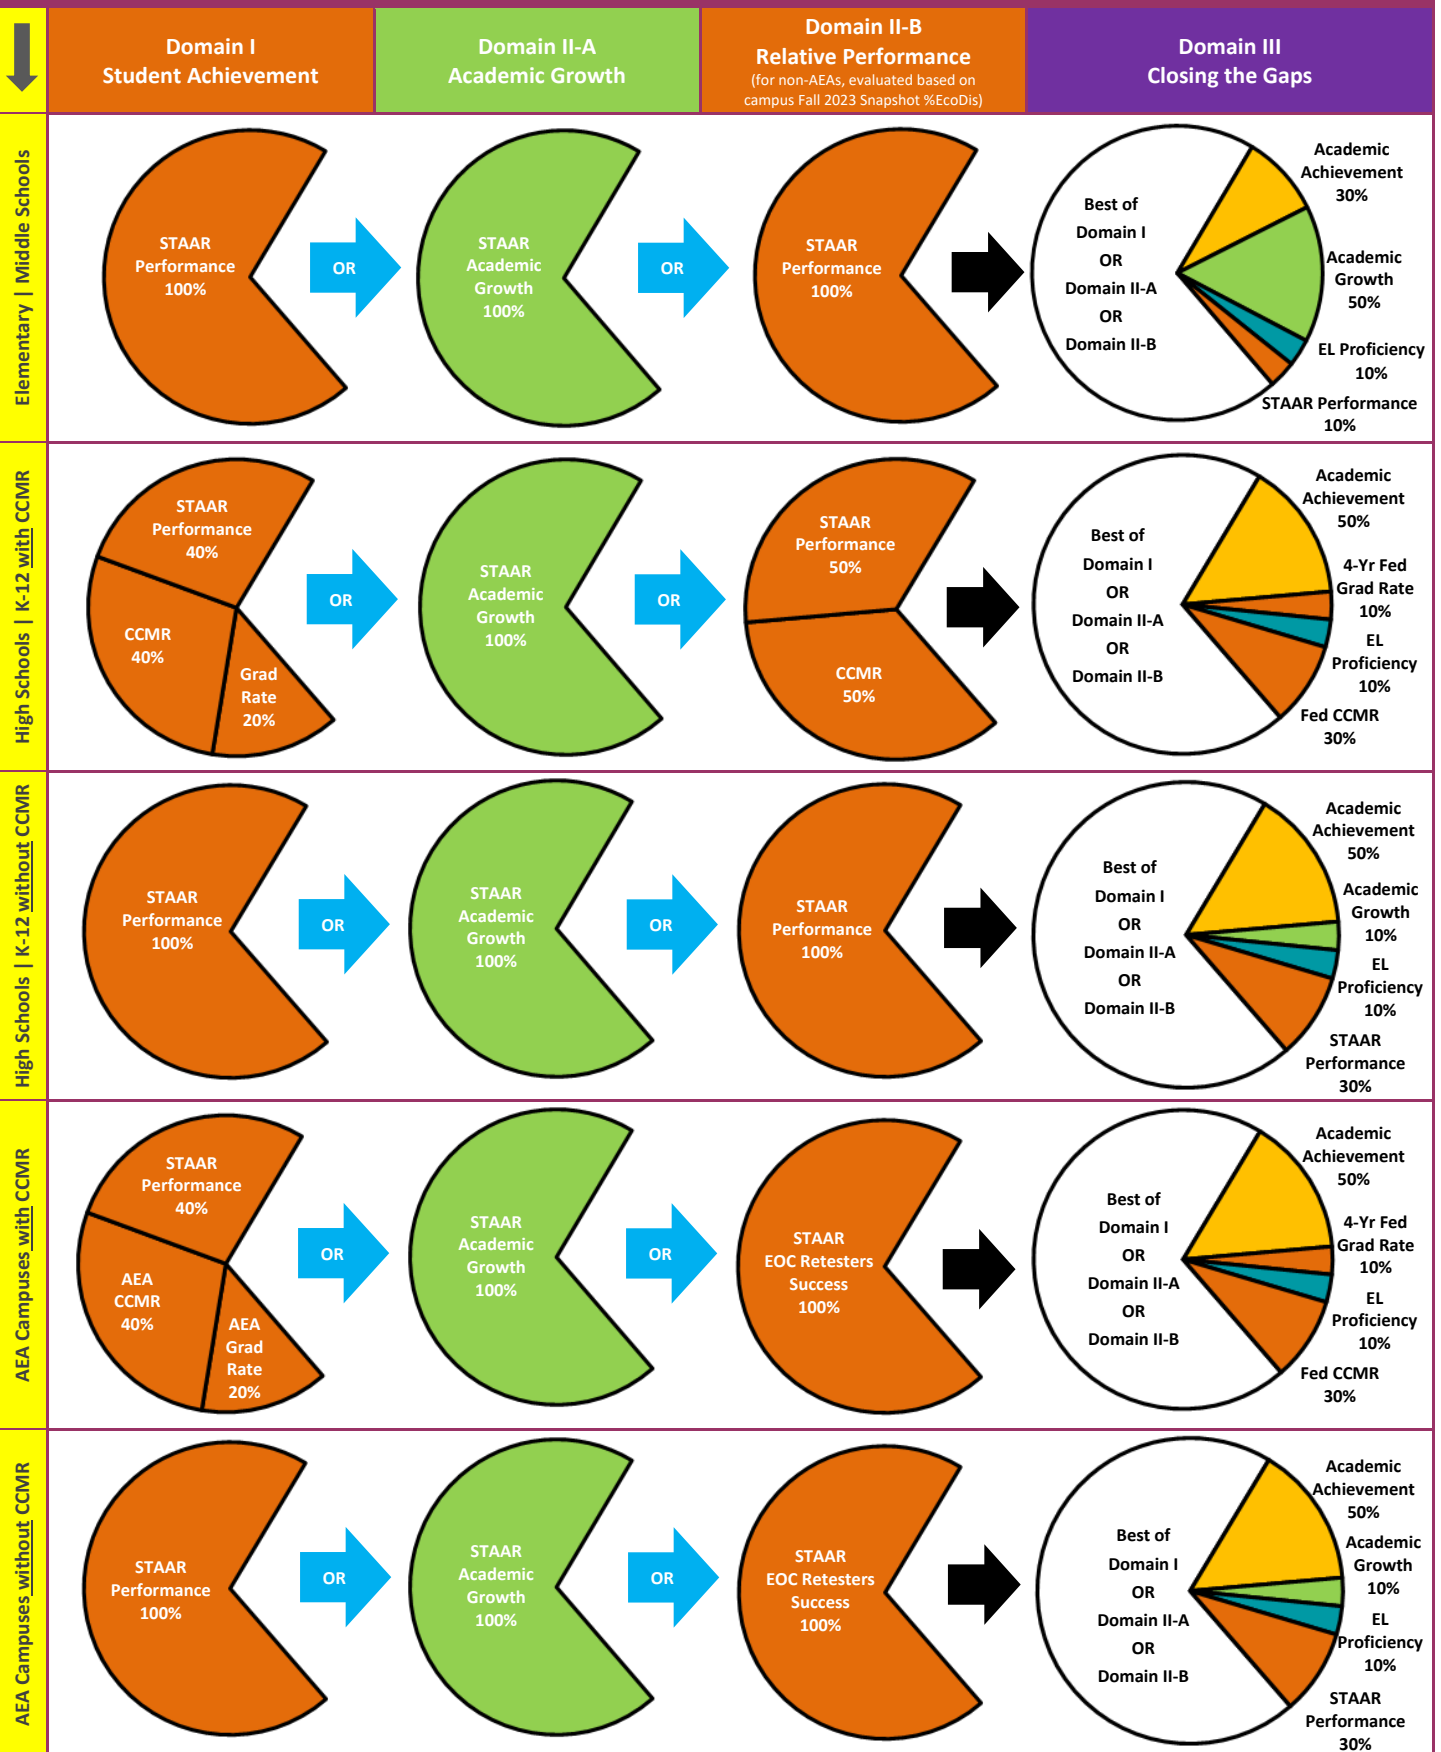 Domain I
Student Achievement
Domain II-A
Academic Growth
Domain II-B
Relative Performance
(for non-AEAs, evaluated based on
campus Fall 2023 Snapshot %EcoDis)
Domain III
Closing the Gaps
Elementary | Middle Schools
STAAR
Performance
100%
OR
STAAR
Academic
Growth
100%
OR
STAAR
Performance
100%
Best of
Domain I
OR
Domain II-A
OR
Domain II-B
Academic
Achievement
30%
Academic
Growth
50%
EL Proficiency
10%
STAAR Performance
10%
High Schools | K-12 with CCMR
STAAR
Performance
40%
CCMR
40%
Grad
Rate
20%
OR
STAAR
Academic
Growth
100%
OR
STAAR
Performance
50%
CCMR
50%
Best of
Domain I
OR
Domain II-A
OR
Domain II-B
Academic
Achievement
50%
4-Yr Fed
Grad Rate
10%
EL
Proficiency
10%
Fed CCMR
30%
High Schools | K-12 without CCMR
STAAR
Performance
100%
OR
STAAR
Academic
Growth
100%
OR
STAAR
Performance
100%
Best of
Domain I
OR
Domain II-A
OR
Domain II-B
Academic
Achievement
50%
Academic
Growth
10%
EL
Proficiency
10%
STAAR
Performance
30%
AEA Campuses with CCMR
STAAR
Performance
40%
AEA
CCMR
40%
AEA
Grad
Rate
20%
OR
STAAR
Academic
Growth
100%
OR
STAAR
EOC Retesters
Success
100%
Best of
Domain I
OR
Domain II-A
OR
Domain II-B
Academic
Achievement
50%
4-Yr Fed
Grad Rate
10%
EL
Proficiency
10%
Fed CCMR
30%
AEA Campuses without CCMR
STAAR
Performance
100%
OR
STAAR
Academic
Growth
100%
OR
STAAR
EOC Retesters
Success
100%
Best of
Domain I
OR
Domain II-A
OR
Domain II-B
Academic
Achievement
50%
Academic
Growth
10%
EL
Proficiency
10%
STAAR
Performance
30%